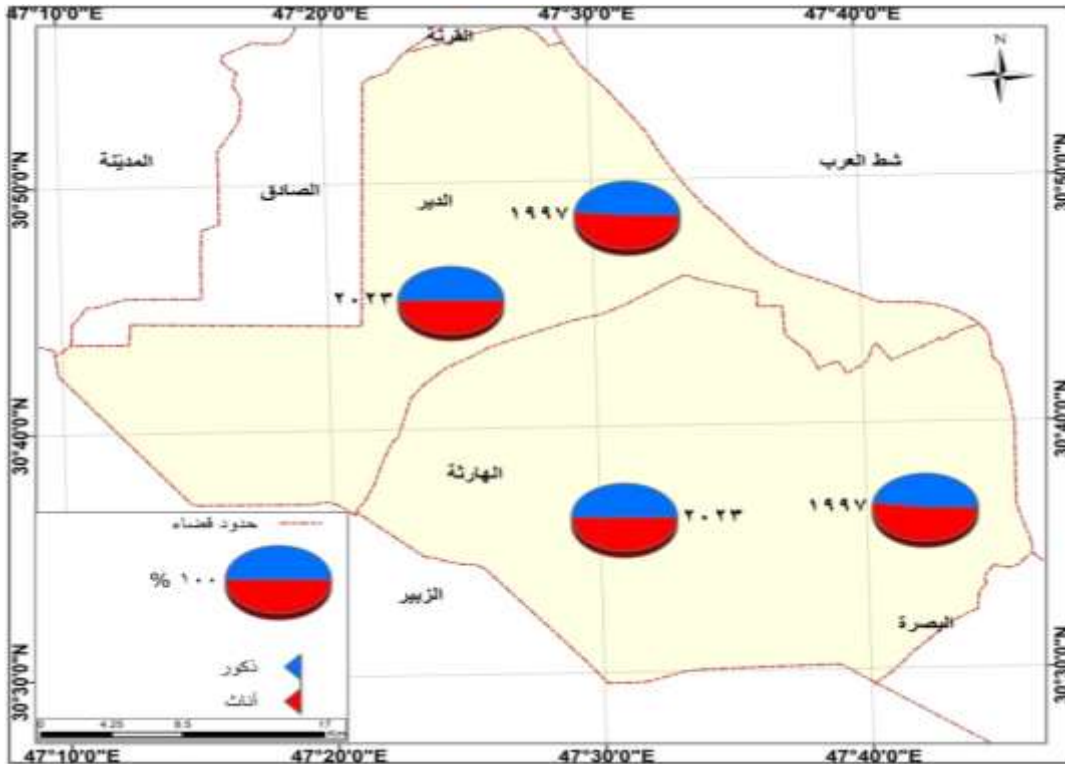 47°10'0"E 47°20'0"E 47°30'0"E 47°40'0"E
N
القرنة
المدينة
الصادق
الدير
شط العرب
30°50'0"N 30°50'0"N
١٩٩٧
٢٠٢٣
30°40'0"N 30°40'0"N
الهارثة
٢٠٢٣
١٩٩٧
حدود قضاء
١٠٠ %
الزبير
البصرة
ذكور
أناث
30°30'0"N 30°30'0"N
0 4.25 8.5 17
47°10'0"E 47°20'0"E 47°30'0"E 47°40'0"E